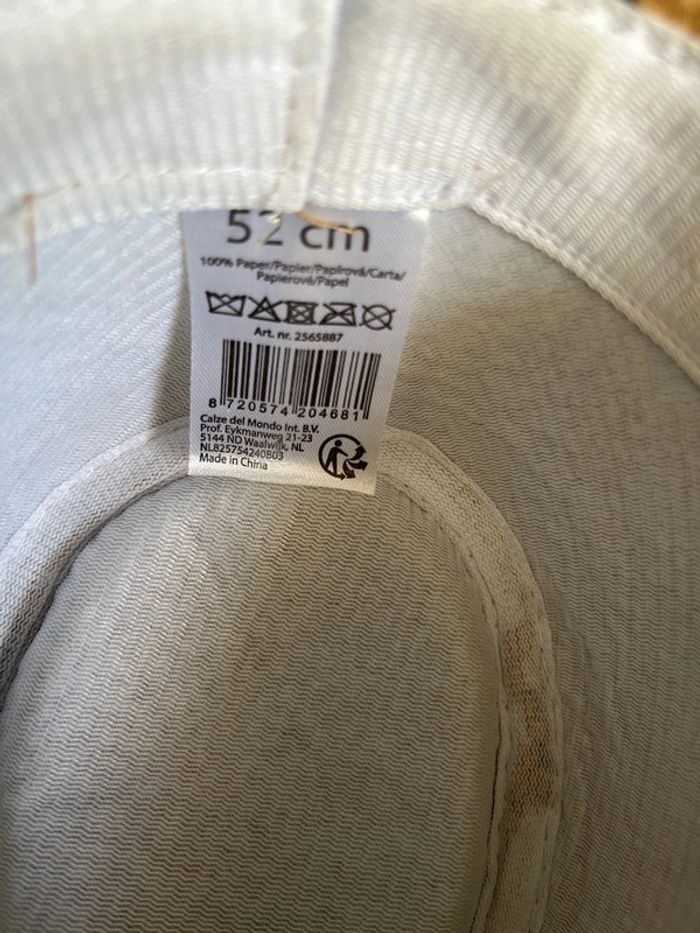 52 cm
100% Paper/Papier/Papírová/Carta/
Papierové/Papel
Art. nr. 2565887
8 720574 204681
Calze del Mondo Int. B.V.
Prof. Eykmanweg 21-23
5144 ND Waalwijk, NL
NL825754240B03
Made in China